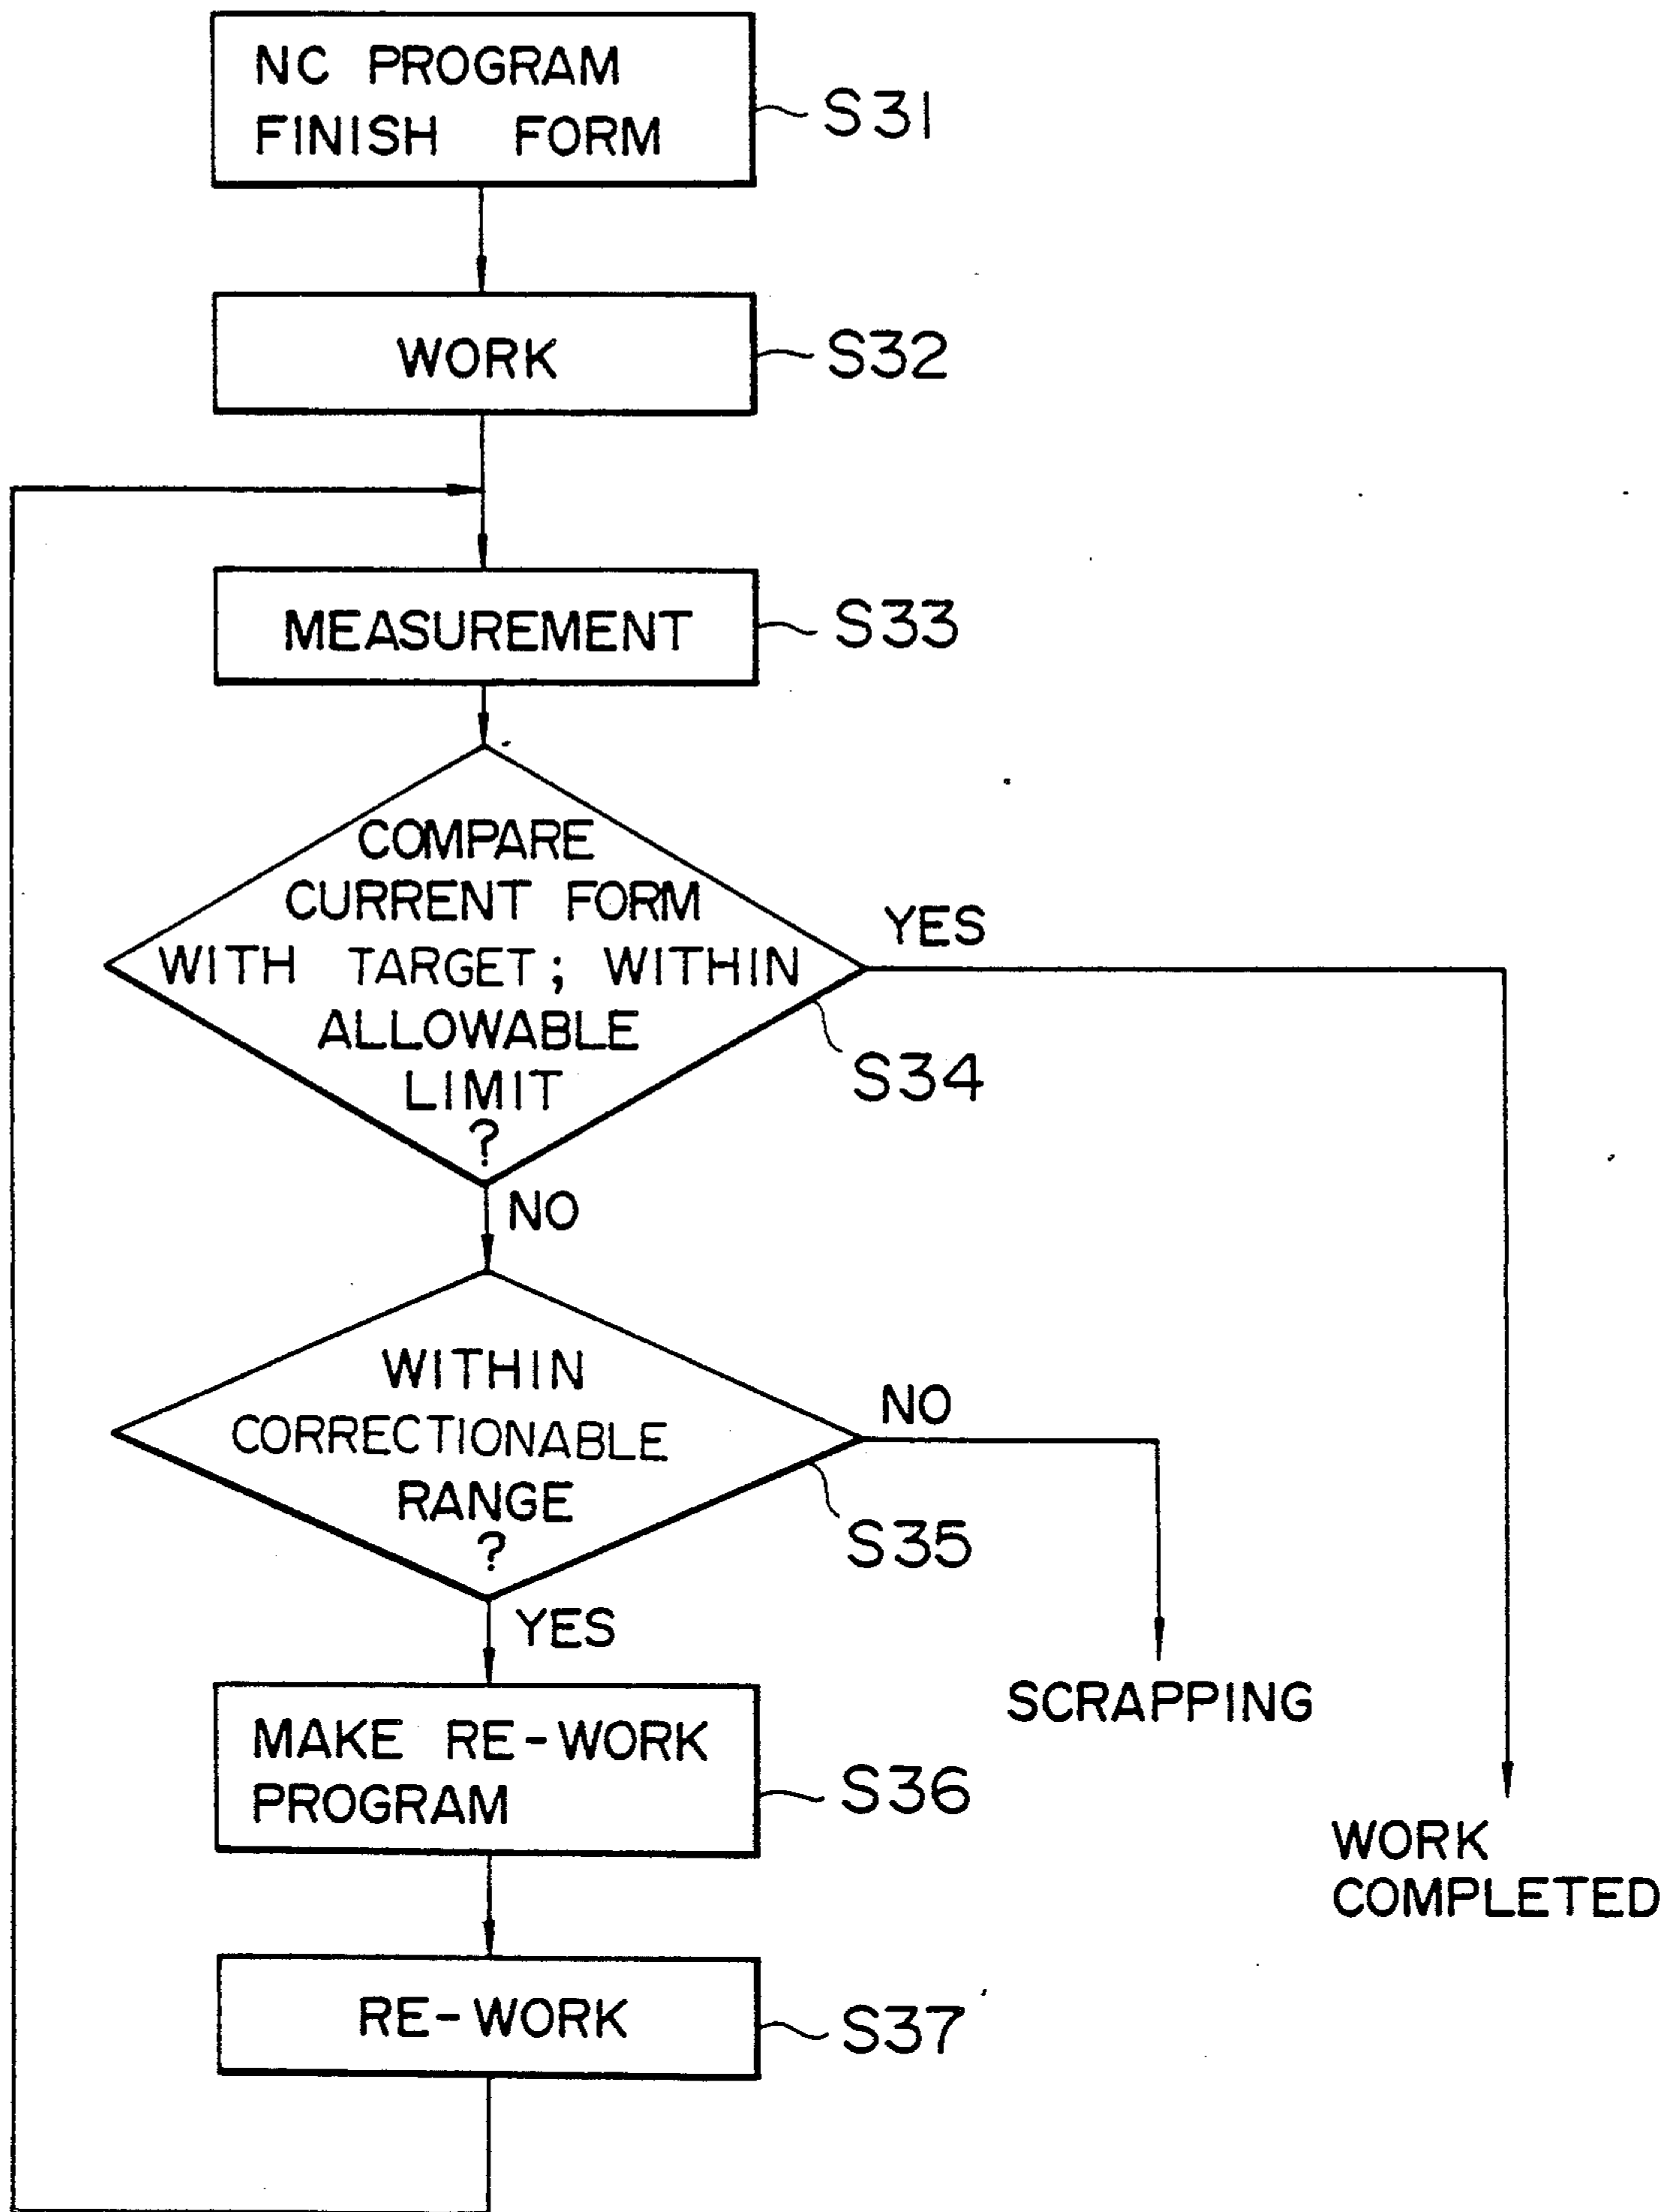 NC PROGRAM
FINISH FORM
S31
WORK
S32
MEASUREMENT
S33
COMPARE
CURRENT FORM
WITH TARGET; WITHIN
ALLOWABLE
LIMIT
?
YES
S34
NO
WITHIN
CORRECTIONABLE
RANGE
?
NO
S35
YES
SCRAPPING
MAKE RE-WORK
PROGRAM
S36
WORK
COMPLETED
RE-WORK
S37